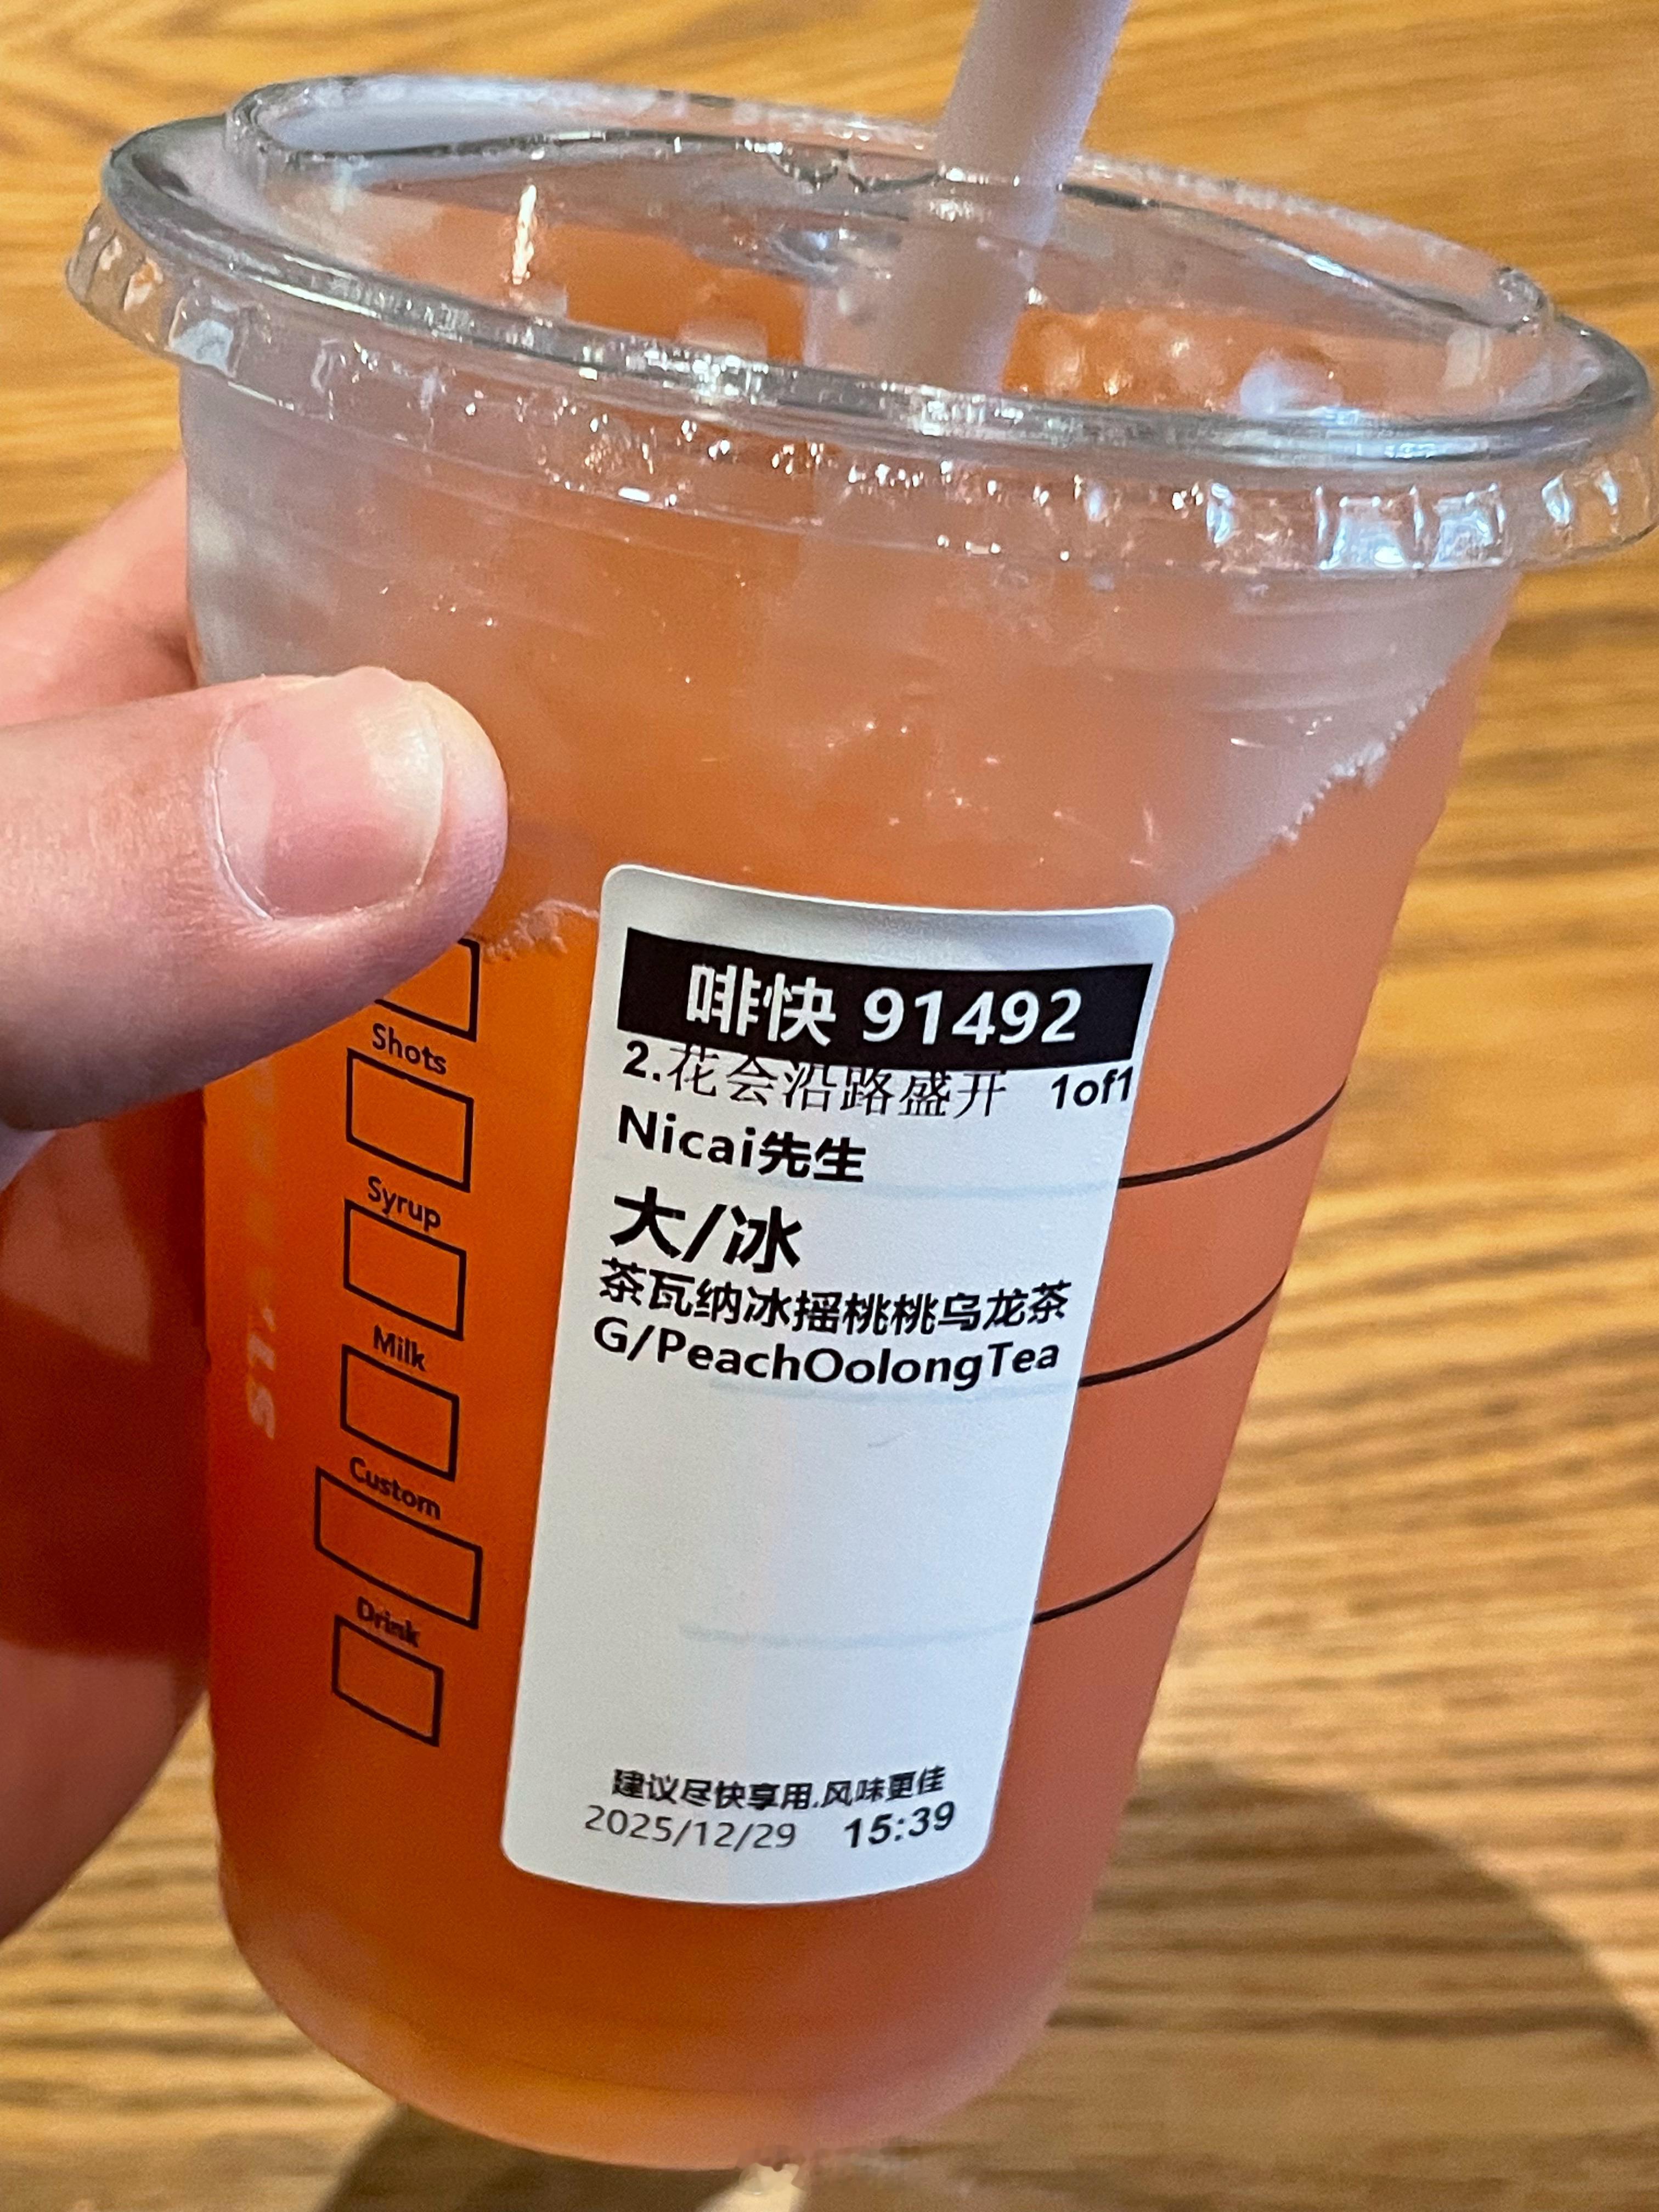 啡快 91492
2.花会沿路盛开 1of1
Nicai先生
大/冰
茶瓦纳冰摇桃桃乌龙茶
G/PeachOolongTea
建议尽快享用,风味更佳
2025/12/29 15:39
Shots
Syrup
Milk
Custom
Drink